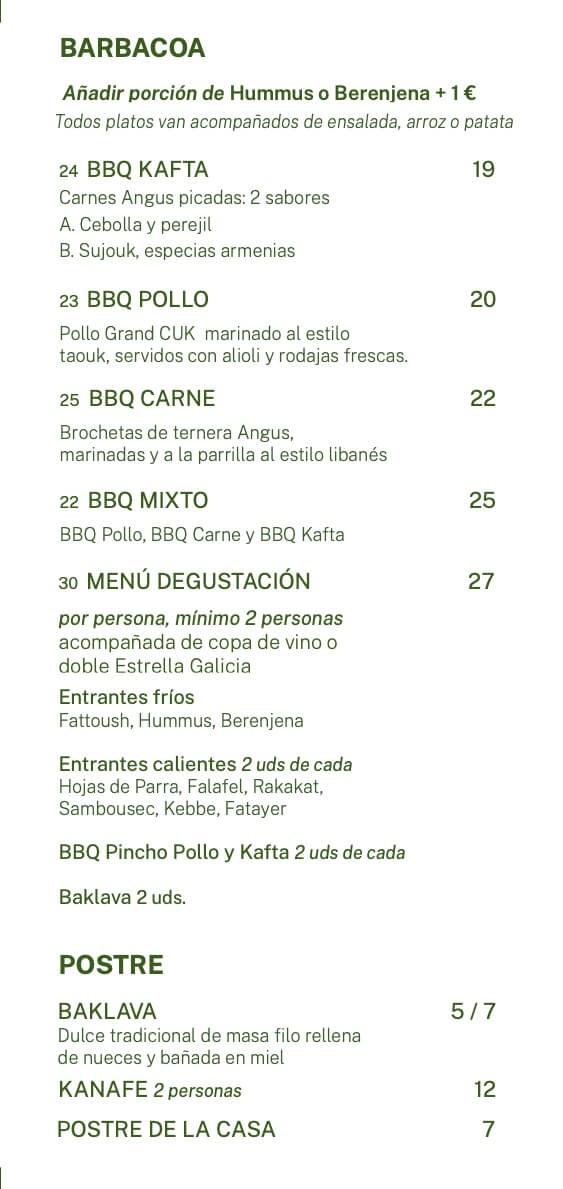 BARBACOA
Añadir porción de Hummus o Berenjena + 1 €
Todos platos van acompañados de ensalada, arroz o patata
24 BBQ KAFTA 19
Carnes Angus picadas: 2 sabores
A. Cebolla y perejil
B. Sujouk, especias armenias
23 BBQ POLLO 20
Pollo Grand CUK marinado al estilo
taouk, servidos con alioli y rodajas frescas.
25 BBQ CARNE 22
Brochetas de ternera Angus,
marinadas y a la parrilla al estilo libanés
22 BBQ MIXTO 25
BBQ Pollo, BBQ Carne y BBQ Kafta
30 MENÚ DEGUSTACIÓN 27
por persona, mínimo 2 personas
acompañada de copa de vino o
doble Estrella Galicia
Entrantes fríos
Fattoush, Hummus, Berenjena
Entrantes calientes 2 uds de cada
Hojas de Parra, Falafel, Rakakat,
Sambousec, Kebbe, Fatayer
BBQ Pincho Pollo y Kafta 2 uds de cada
Baklava 2 uds.
POSTRE
BAKLAVA 5 / 7
Dulce tradicional de masa filo rellena
de nueces y bañada en miel
KANAFE 2 personas 12
POSTRE DE LA CASA 7